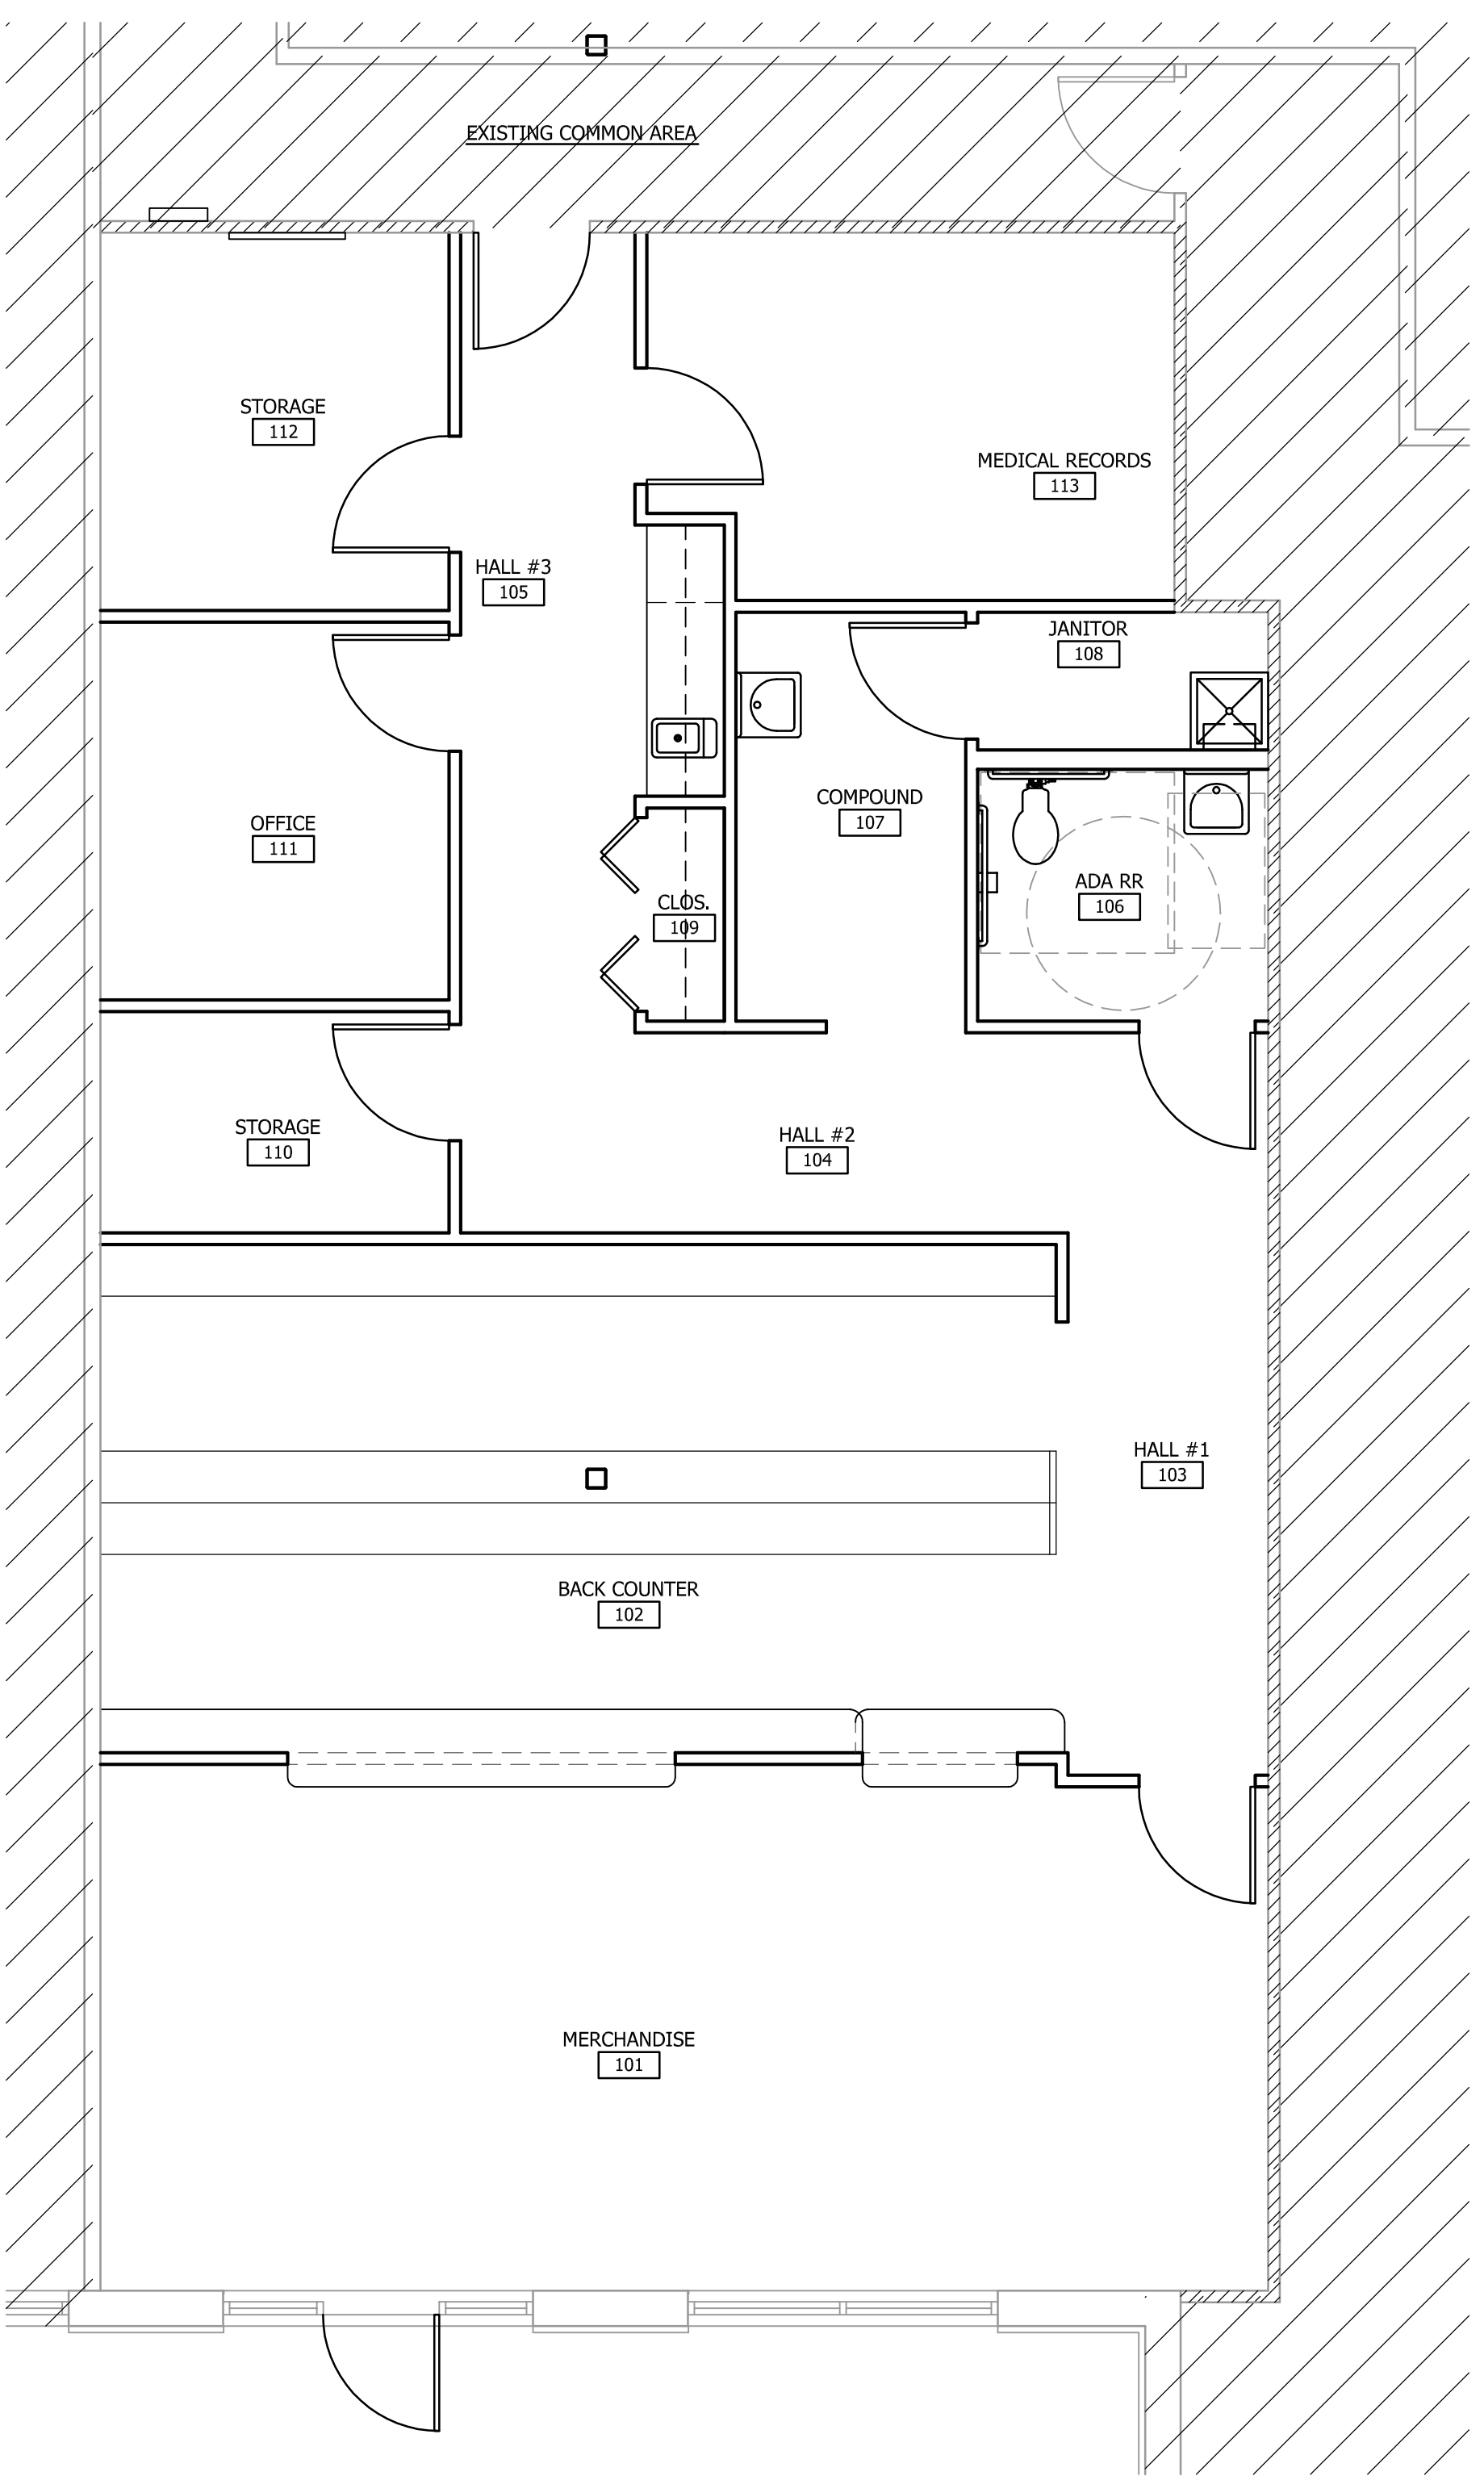 EXISTING COMMON AREA
STORAGE
112
MEDICAL RECORDS
113
HALL #3
105
JANITOR
108
OFFICE
111
COMPOUND
107
ADA RR
106
CLOS.
109
STORAGE
110
HALL #2
104
HALL #1
103
BACK COUNTER
102
MERCHANDISE
101